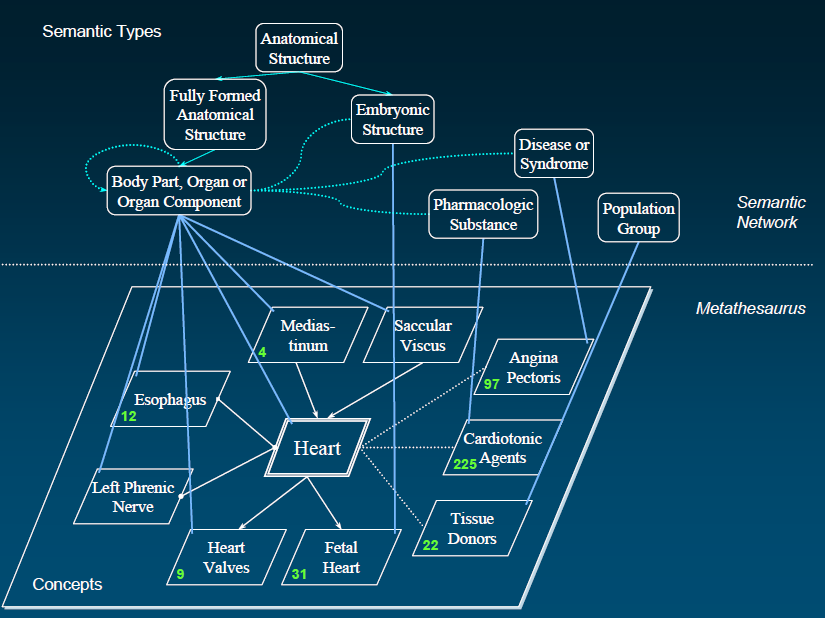 Semantic Types
Anatomical
Structure
Fully Formed
Anatomical
Structure
Embryonic
Structure
Disease or
Syndrome
Body Part, Organ or
Organ Component
Pharmacologic
Substance
Population
Group
Semantic
Network
Metathesaurus
Medias-
tinum
4
Saccular
Viscus
Angina
Pectoris
97
Esophagus
12
Heart
Cardiotonic
Agents
225
Left Phrenic
Nerve
Tissue
Donors
22
Heart
Valves
9
Fetal
Heart
31
Concepts